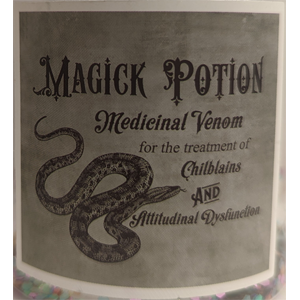 Magick Potion
Medicinal Venom
for the treatment of
Chilblains
AND
Attitudinal Dysfunction